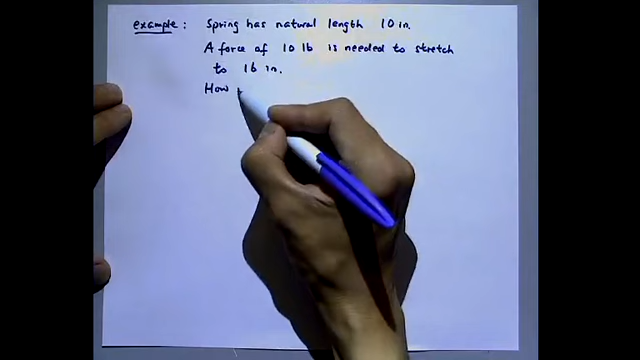 example : Spring has natural length 10 in.
A force of 10 lb is needed to stretch
to 16 in.
How